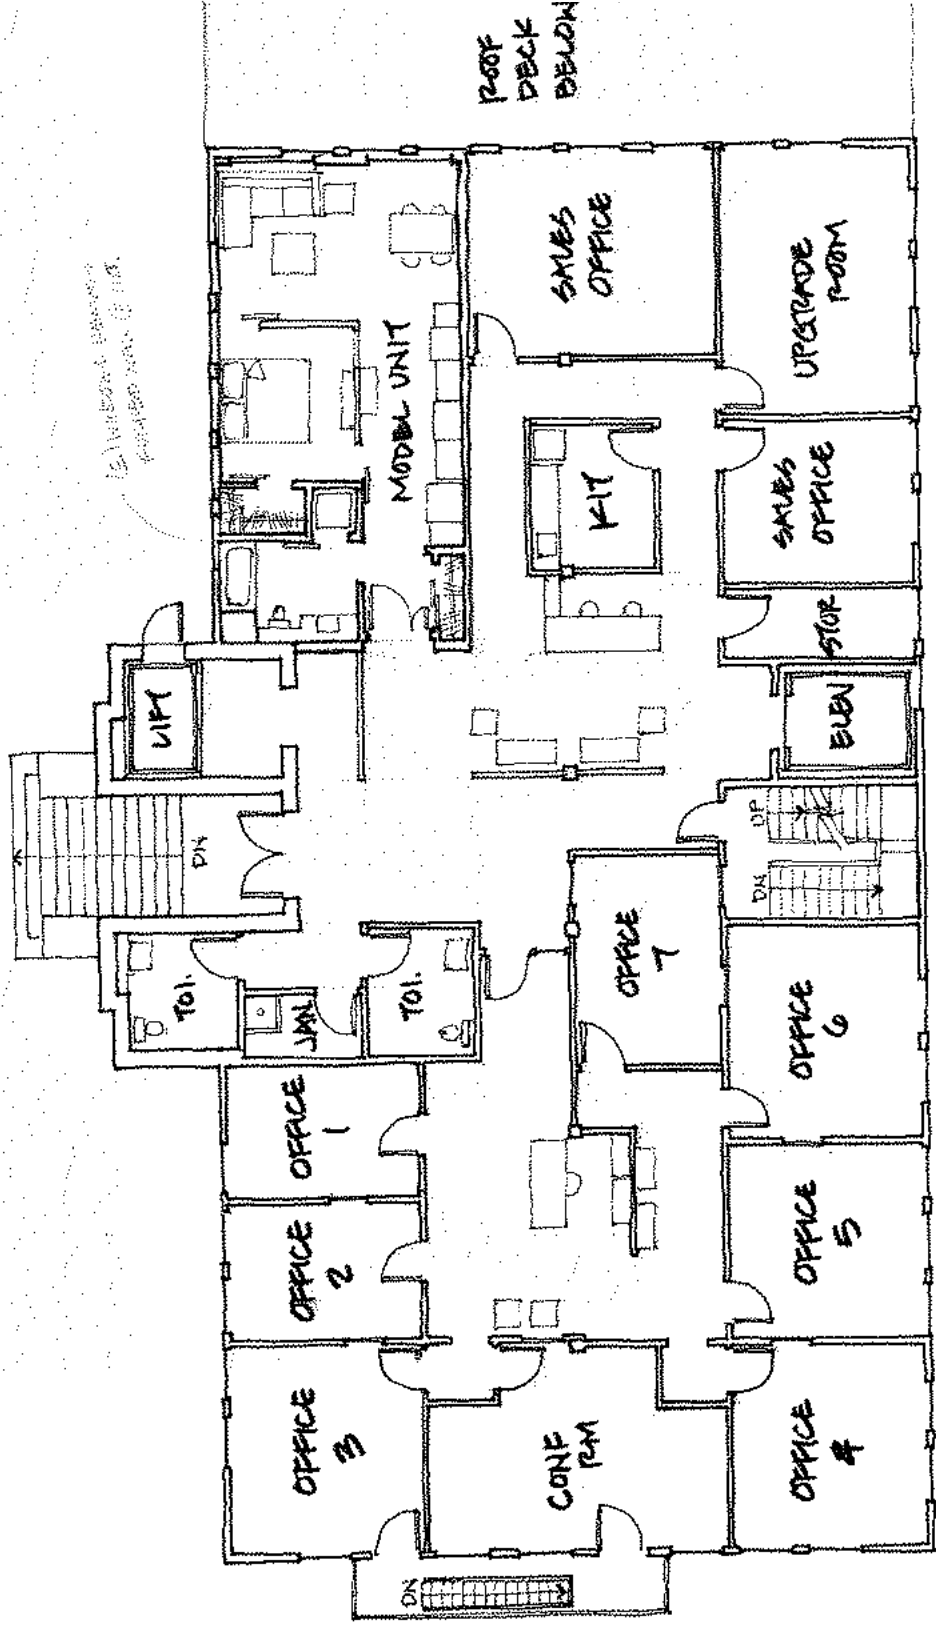 ROOF
DECK
BELOW
SALES
OFFICE
UPGRADE
ROOM
MODEL UNIT
KIT
SALES
OFFICE
STOR
LIFT
ELEV
DN
UP
DN
TOI.
JAN
TOI.
OFFICE
7
OFFICE
6
OFFICE
1
OFFICE
2
OFFICE
5
OFFICE
3
CONF
RM
OFFICE
4
DN